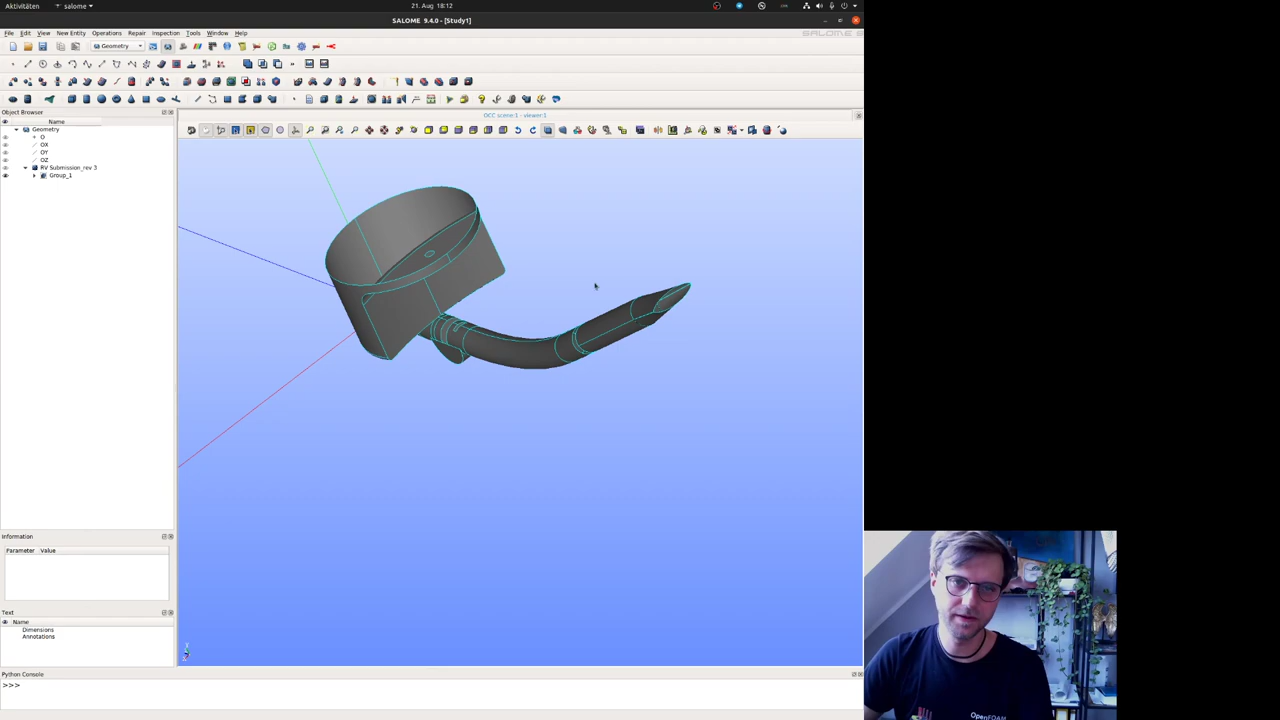 Aktivitäten
salome
21. Aug 18:12
SALOME 9.4.0 - [Study1]
File Edit View New Entity Operations Repair Inspection Tools Window Help
SALOME
Geometry
Object Browser
OCC scene:1 - viewer:1
Name
Geometry
O
OX
OY
OZ
RV Submission_rev 3
Group_1
Information
Parameter Value
Text
Name
Dimensions
Annotations
Python Console
>>>
OpenFOAM